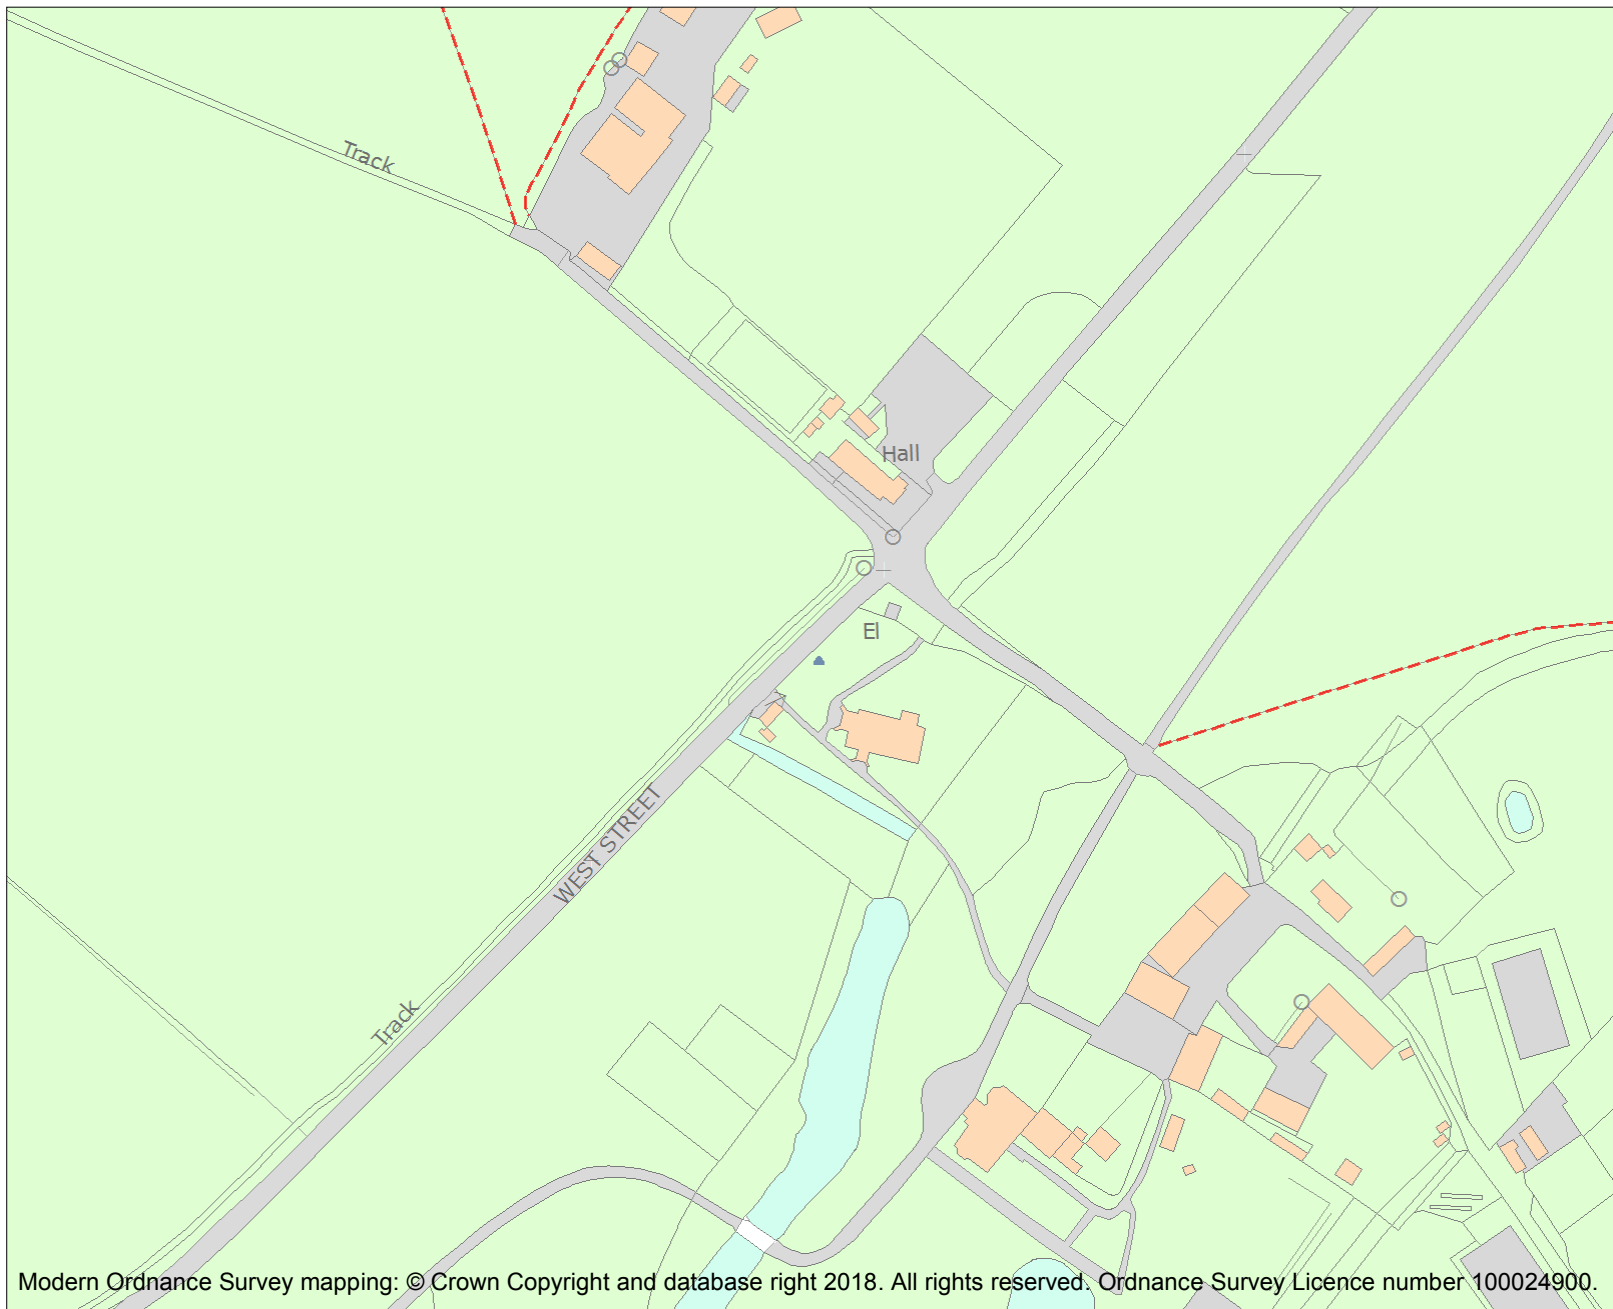 Track
Hall
El
WEST STREET
Track
Modern Ordnance Survey mapping: © Crown Copyright and database right 2018. All rights reserved. Ordnance Survey Licence number 100024900.